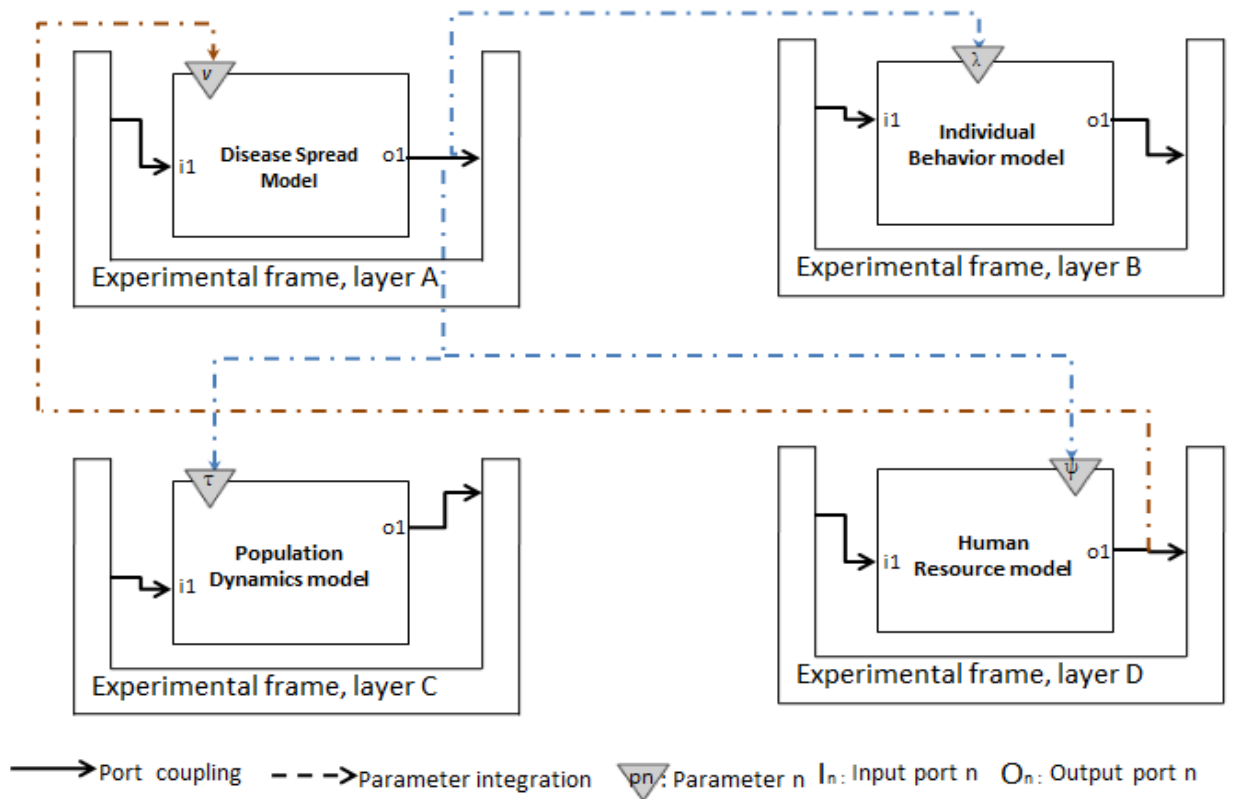 ν
i1
Disease Spread
Model
o1
Experimental frame, layer A
λ
i1
Individual
Behavior model
o1
Experimental frame, layer B
τ
i1
Population
Dynamics model
o1
Experimental frame, layer C
ψ
i1
Human
Resource model
o1
Experimental frame, layer D
Port coupling
Parameter integration
pn : Parameter n
In : Input port n
On : Output port n